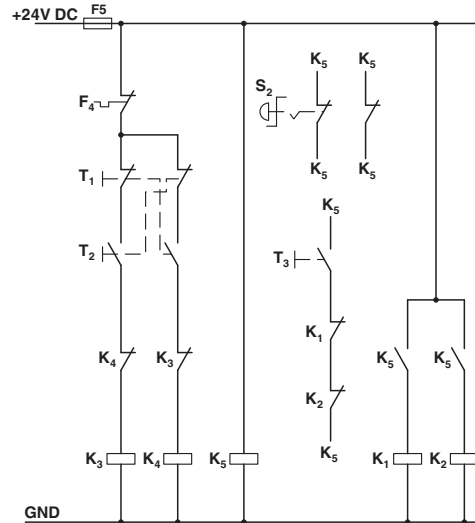 +24V DC F5
K5 K5
S2
F4
K5 K5
T1
K5
T2 T3
K1
K4 K3 K5 K5
K2
K5
K3 K4 K5 K1 K2
GND